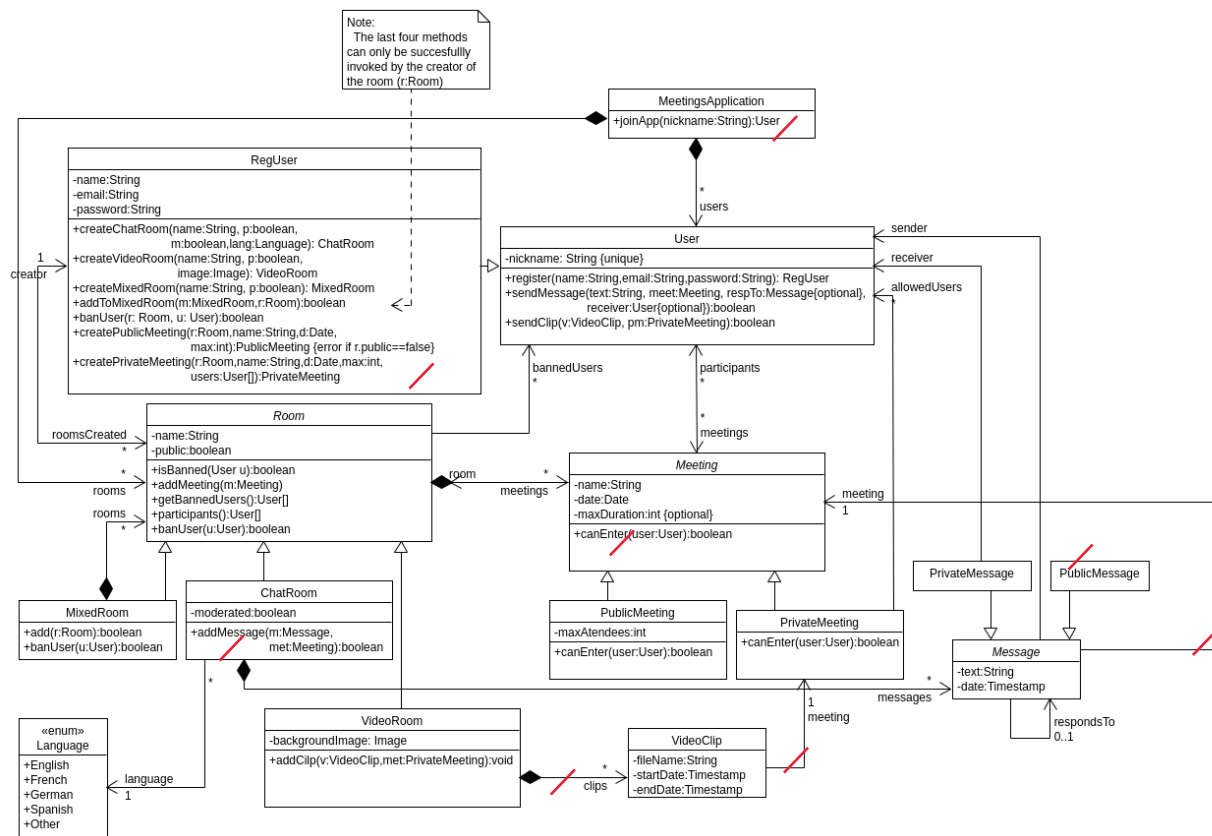 Note:
The last four methods
can only be succesfully
invoked by the creator of
the room (r:Room)
MeetingsApplication
+joinApp(nickname:String):User
RegUser
-name:String
-email:String
-password:String
+createChatRoom(name:String, p:boolean,
m:boolean,lang:Language): ChatRoom
+createVideoRoom(name:String, p:boolean,
image:Image): VideoRoom
+createMixedRoom(name:String, p:boolean): MixedRoom
+addToMixedRoom(m:MixedRoom,r:Room):boolean
+banUser(r: Room, u: User):boolean
+createPublicMeeting(r:Room,name:String,d:Date,
max:int):PublicMeeting {error if r.public==false}
+createPrivateMeeting(r:Room,name:String,d:Date,max:int,
users:User[]):PrivateMeeting
1
creator
*
users
User
-nickname: String {unique}
+register(name:String,email:String,password:String): RegUser
+sendMessage(text:String, meet:Meeting, respTo:Message{optional},
receiver:User{optional}):boolean
+sendClip(v:VideoClip, pm:PrivateMeeting):boolean
sender
receiver
allowedUsers
*
bannedUsers
*
participants
*
*
meetings
Room
-name:String
-public:boolean
+isBanned(User u):boolean
+addMeeting(m:Meeting)
+getBannedUsers():User[]
+participants():User[]
+banUser(u:User):boolean
roomsCreated
*
*
rooms
rooms
*
room
*
meetings
Meeting
-name:String
-date:Date
-maxDuration:int {optional}
+canEnter(user:User):boolean
meeting
1
PrivateMessage
PublicMessage
MixedRoom
+add(r:Room):boolean
+banUser(u:User):boolean
ChatRoom
-moderated:boolean
+addMessage(m:Message,
met:Meeting):boolean
PublicMeeting
-maxAtendees:int
+canEnter(user:User):boolean
PrivateMeeting
+canEnter(user:User):boolean
Message
-text:String
-date:Timestamp
*
messages
respondsTo
0..1
*
language
1
«enum»
Language
+English
+French
+German
+Spanish
+Other
VideoRoom
-backgroundImage: Image
+addCilp(v:VideoClip,met:PrivateMeeting):void
*
clips
VideoClip
-fileName:String
-startDate:Timestamp
-endDate:Timestamp
1
meeting